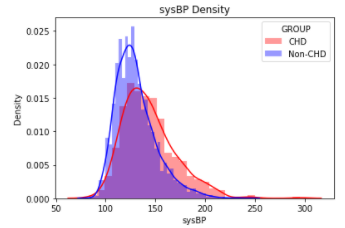 sysBP Density
GROUP
CHD
Non-CHD
Density
0.025
0.020
0.015
0.010
0.005
0.000
50
100
150
200
250
300
sysBP